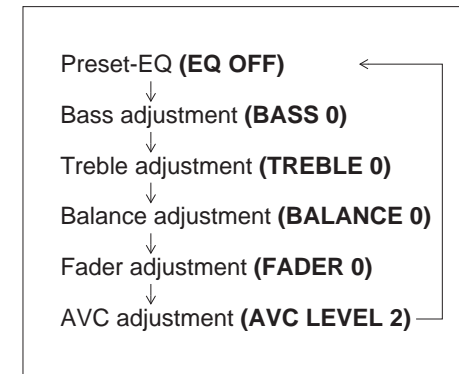 Preset-EQ (EQ OFF)
Bass adjustment (BASS 0)
Treble adjustment (TREBLE 0)
Balance adjustment (BALANCE 0)
Fader adjustment (FADER 0)
AVC adjustment (AVC LEVEL 2)